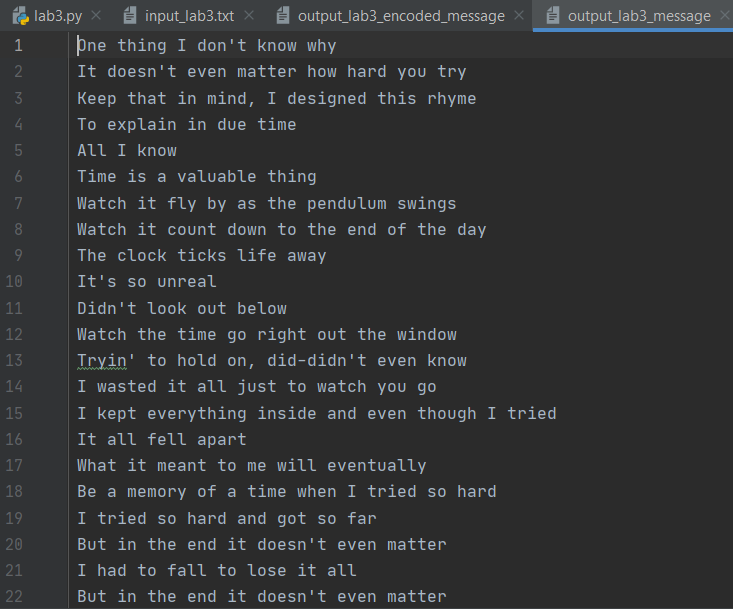 lab3.py input_lab3.txt output_lab3_encoded_message output_lab3_message
1 One thing I don't know why
2 It doesn't even matter how hard you try
3 Keep that in mind, I designed this rhyme
4 To explain in due time
5 All I know
6 Time is a valuable thing
7 Watch it fly by as the pendulum swings
8 Watch it count down to the end of the day
9 The clock ticks life away
10 It's so unreal
11 Didn't look out below
12 Watch the time go right out the window
13 Tryin' to hold on, did-didn't even know
14 I wasted it all just to watch you go
15 I kept everything inside and even though I tried
16 It all fell apart
17 What it meant to me will eventually
18 Be a memory of a time when I tried so hard
19 I tried so hard and got so far
20 But in the end it doesn't even matter
21 I had to fall to lose it all
22 But in the end it doesn't even matter